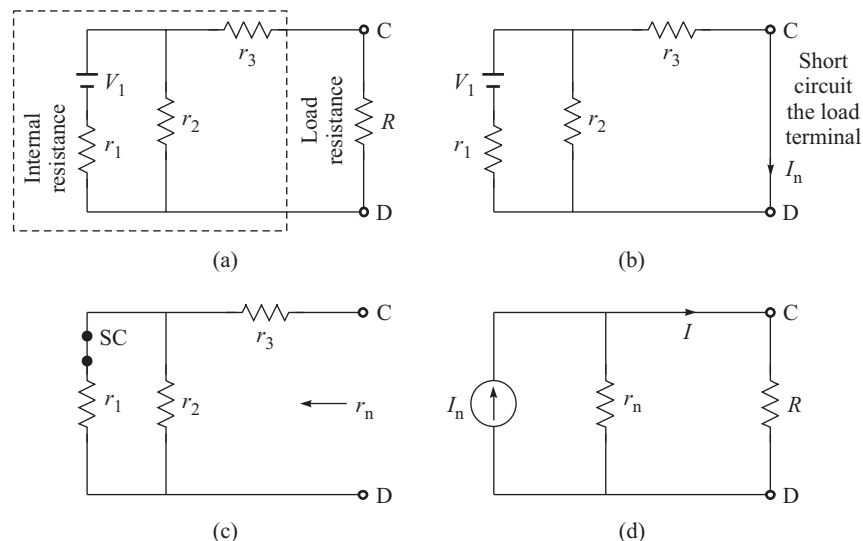 C
r3
V1
r1
r2
Internal
resistance
Load
resistance
R
D
(a)
C
r3
V1
r1
r2
Short
circuit
the load
terminal
In
D
(b)
C
r3
SC
r1
r2
rn
D
(c)
C
I
In
rn
R
D
(d)